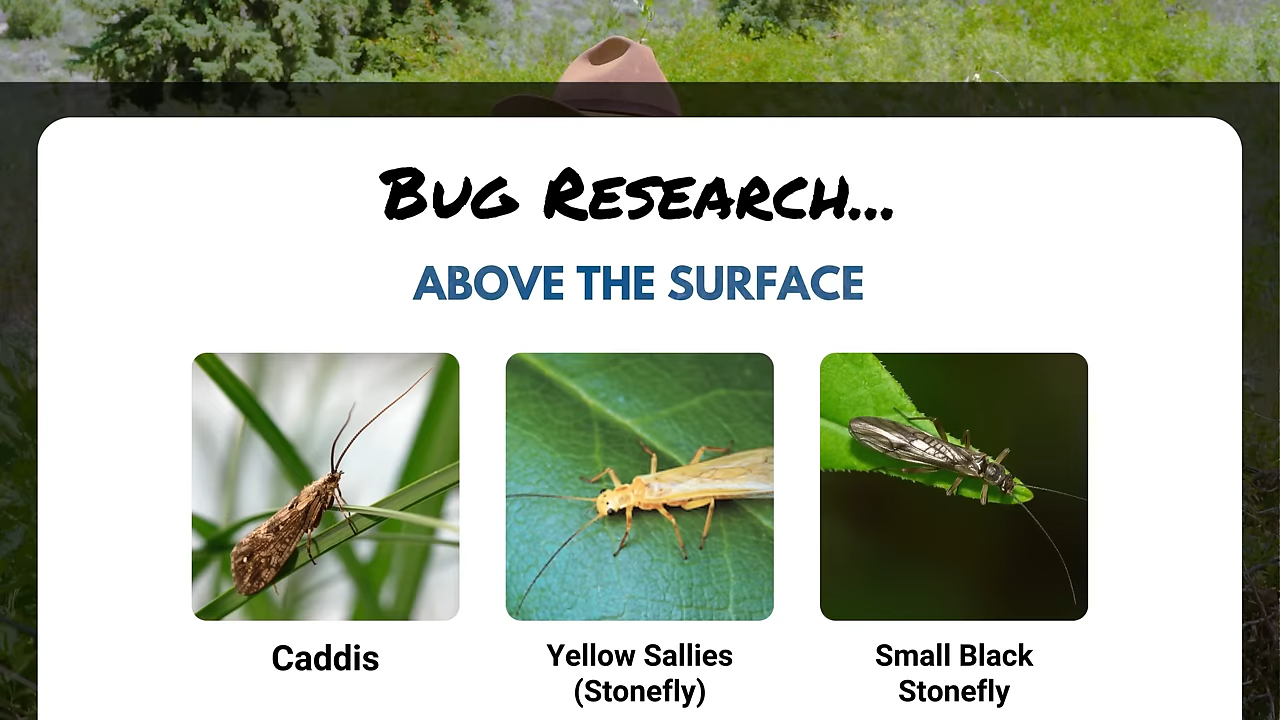 Bug Research...
ABOVE THE SURFACE
Caddis
Yellow Sallies
(Stonefly)
Small Black
Stonefly